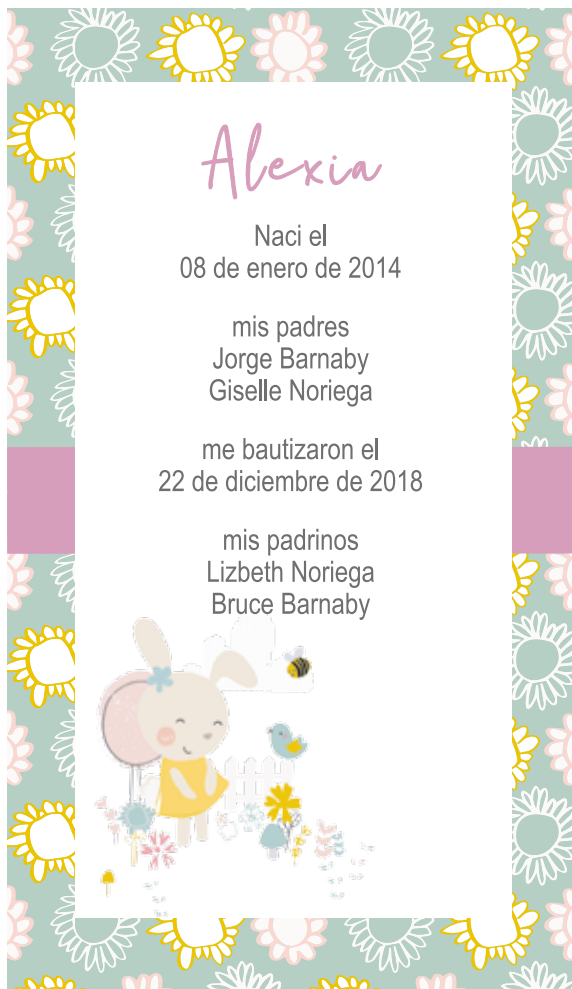 Alexia
Naci el
08 de enero de 2014
mis padres
Jorge Barnaby
Giselle Noriega
me bautizaron el
22 de diciembre de 2018
mis padrinos
Lizbeth Noriega
Bruce Barnaby